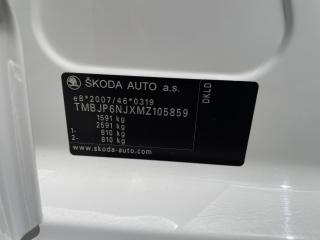 ŠKODA AUTO a.s.
e8*2007/46*0319
TMBJP6NJXMZ105859
1591 kg
2591 kg
1- 810 kg
2- 810 kg
www.skoda-auto.com
DKLD